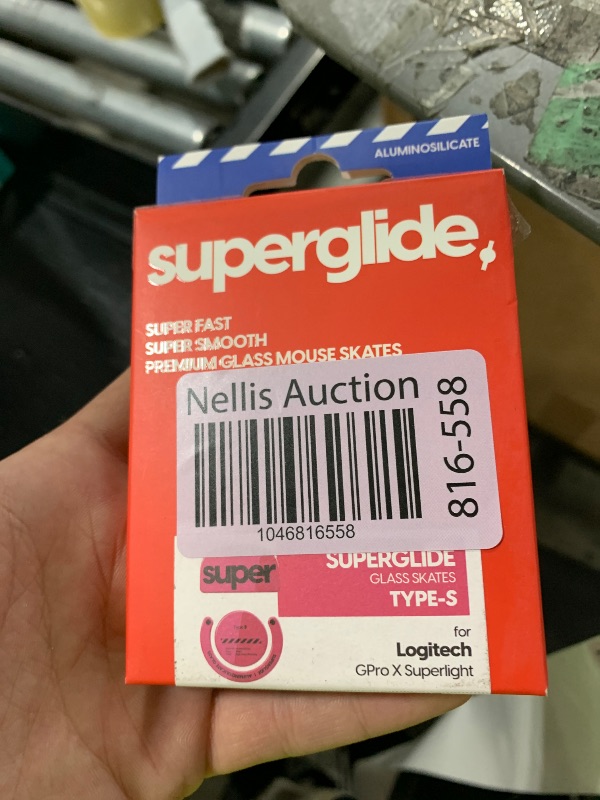 ALUMINOSILICATE
superglide
SUPER FAST
SUPER SMOOTH
PREMIUM GLASS MOUSE SKATES
Nellis Auction
816-558
1046816558
super
SUPERGLIDE
GLASS SKATES
TYPE-S
for
Logitech
GPro X Superlight